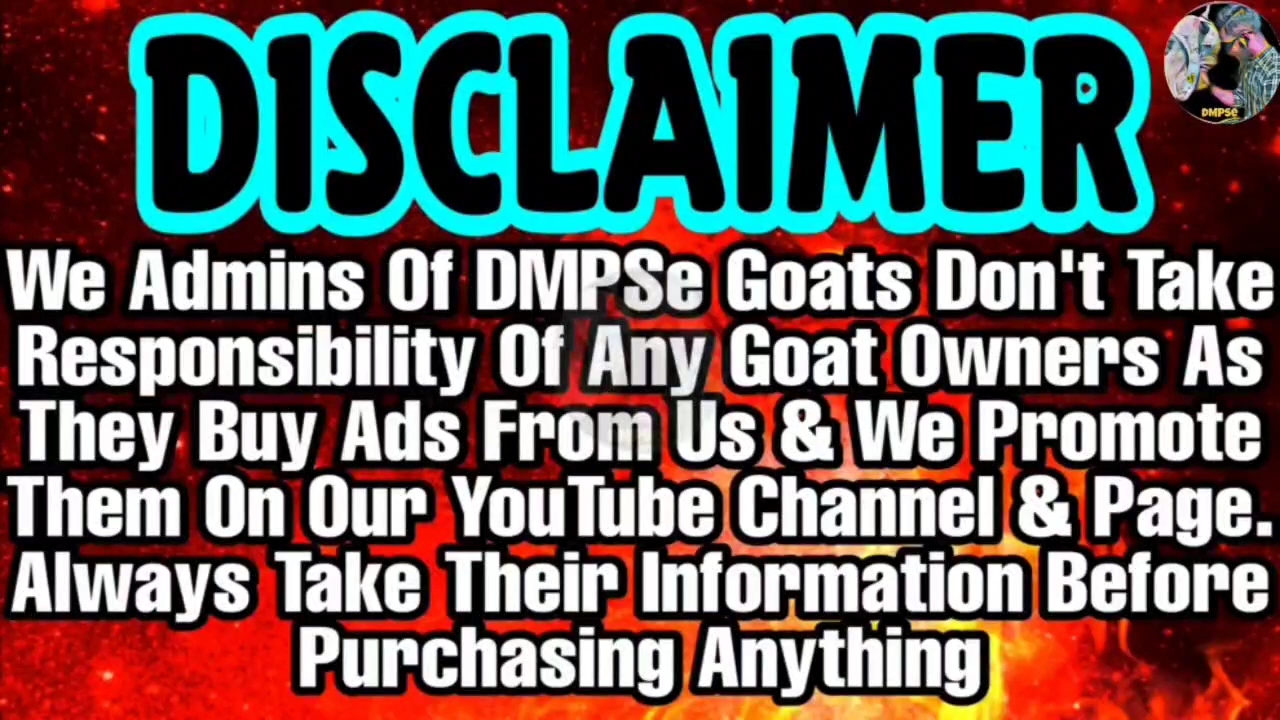 DISCLAIMER
DMPSe
We Admins Of DMPSe Goats Don't Take
Responsibility Of Any Goat Owners As
They Buy Ads From Us & We Promote
Them On Our YouTube Channel & Page.
Always Take Their Information Before
Purchasing Anything